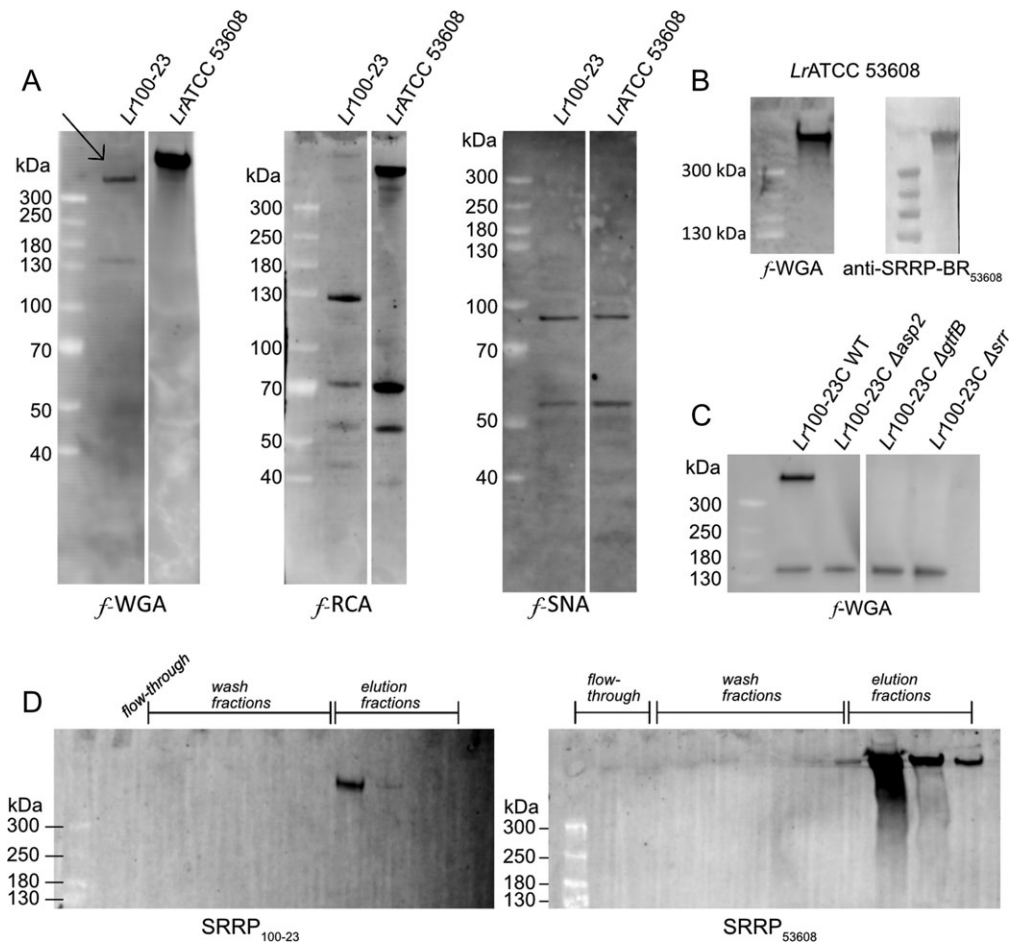 A
Lr100-23
LrATCC 53608
kDa
300
250
180
130
100
70
50
40
f-WGA
Lr100-23
LrATCC 53608
kDa
300
250
180
130
100
70
50
40
f-RCA
Lr100-23
LrATCC 53608
kDa
300
250
180
130
100
70
50
40
f-SNA
B
LrATCC 53608
300 kDa
130 kDa
f-WGA
anti-SRRP-BR53608
C
Lr100-23C WT
Lr100-23C Δasp2
Lr100-23C ΔgtfB
Lr100-23C Δsrr
kDa
300
250
180
130
f-WGA
D
flow-through
wash
fractions
elution
fractions
kDa
300
250
180
130
SRRP100-23
flow-
through
wash
fractions
elution
fractions
kDa
300
250
180
130
SRRP53608